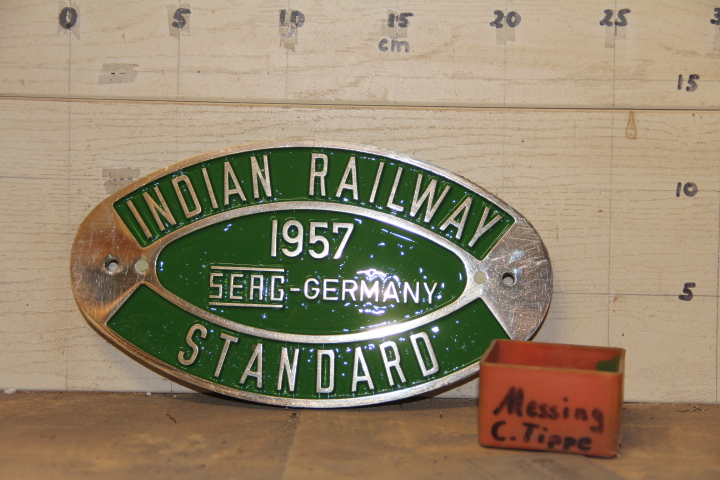 0 5 10 15 20 25
cm
15
10
5
INDIAN RAILWAY
1957
SEAG-GERMANY
STANDARD
Messing
C. Tippe